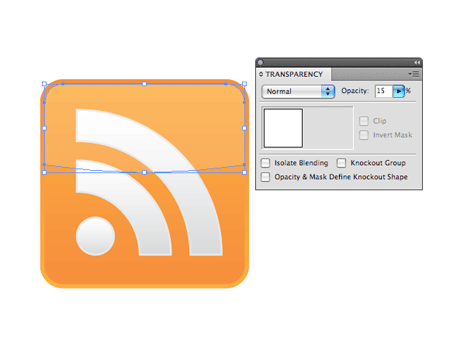 TRANSPARENCY
Normal Opacity: 15 %
Clip
Invert Mask
Isolate Blending Knockout Group
Opacity & Mask Define Knockout Shape